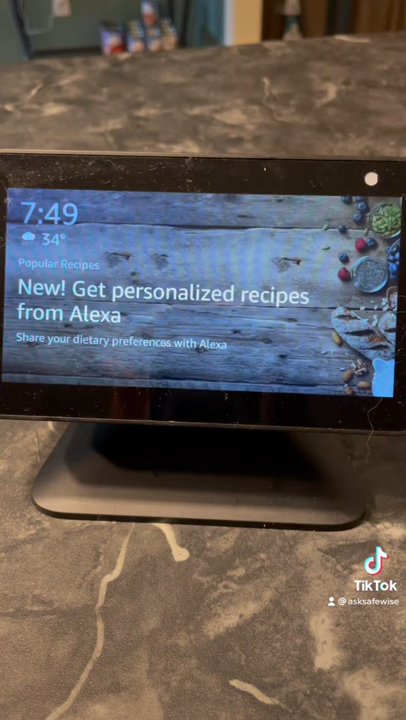 7:49
34°
Popular Recipes
New! Get personalized recipes
from Alexa
Share your dietary preferences with Alexa
TikTok
@asksafewise